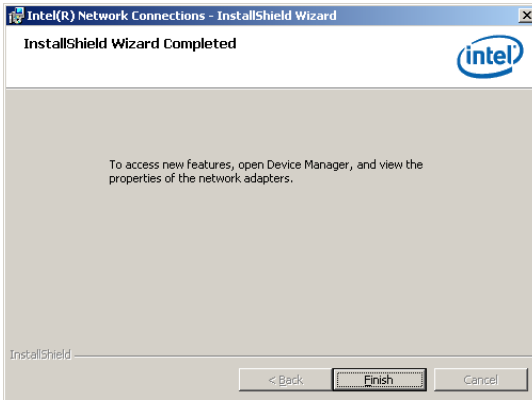 Intel(R) Network Connections - InstallShield Wizard
InstallShield Wizard Completed
intel
To access new features, open Device Manager, and view the
properties of the network adapters.
InstallShield
< Back
Finish
Cancel